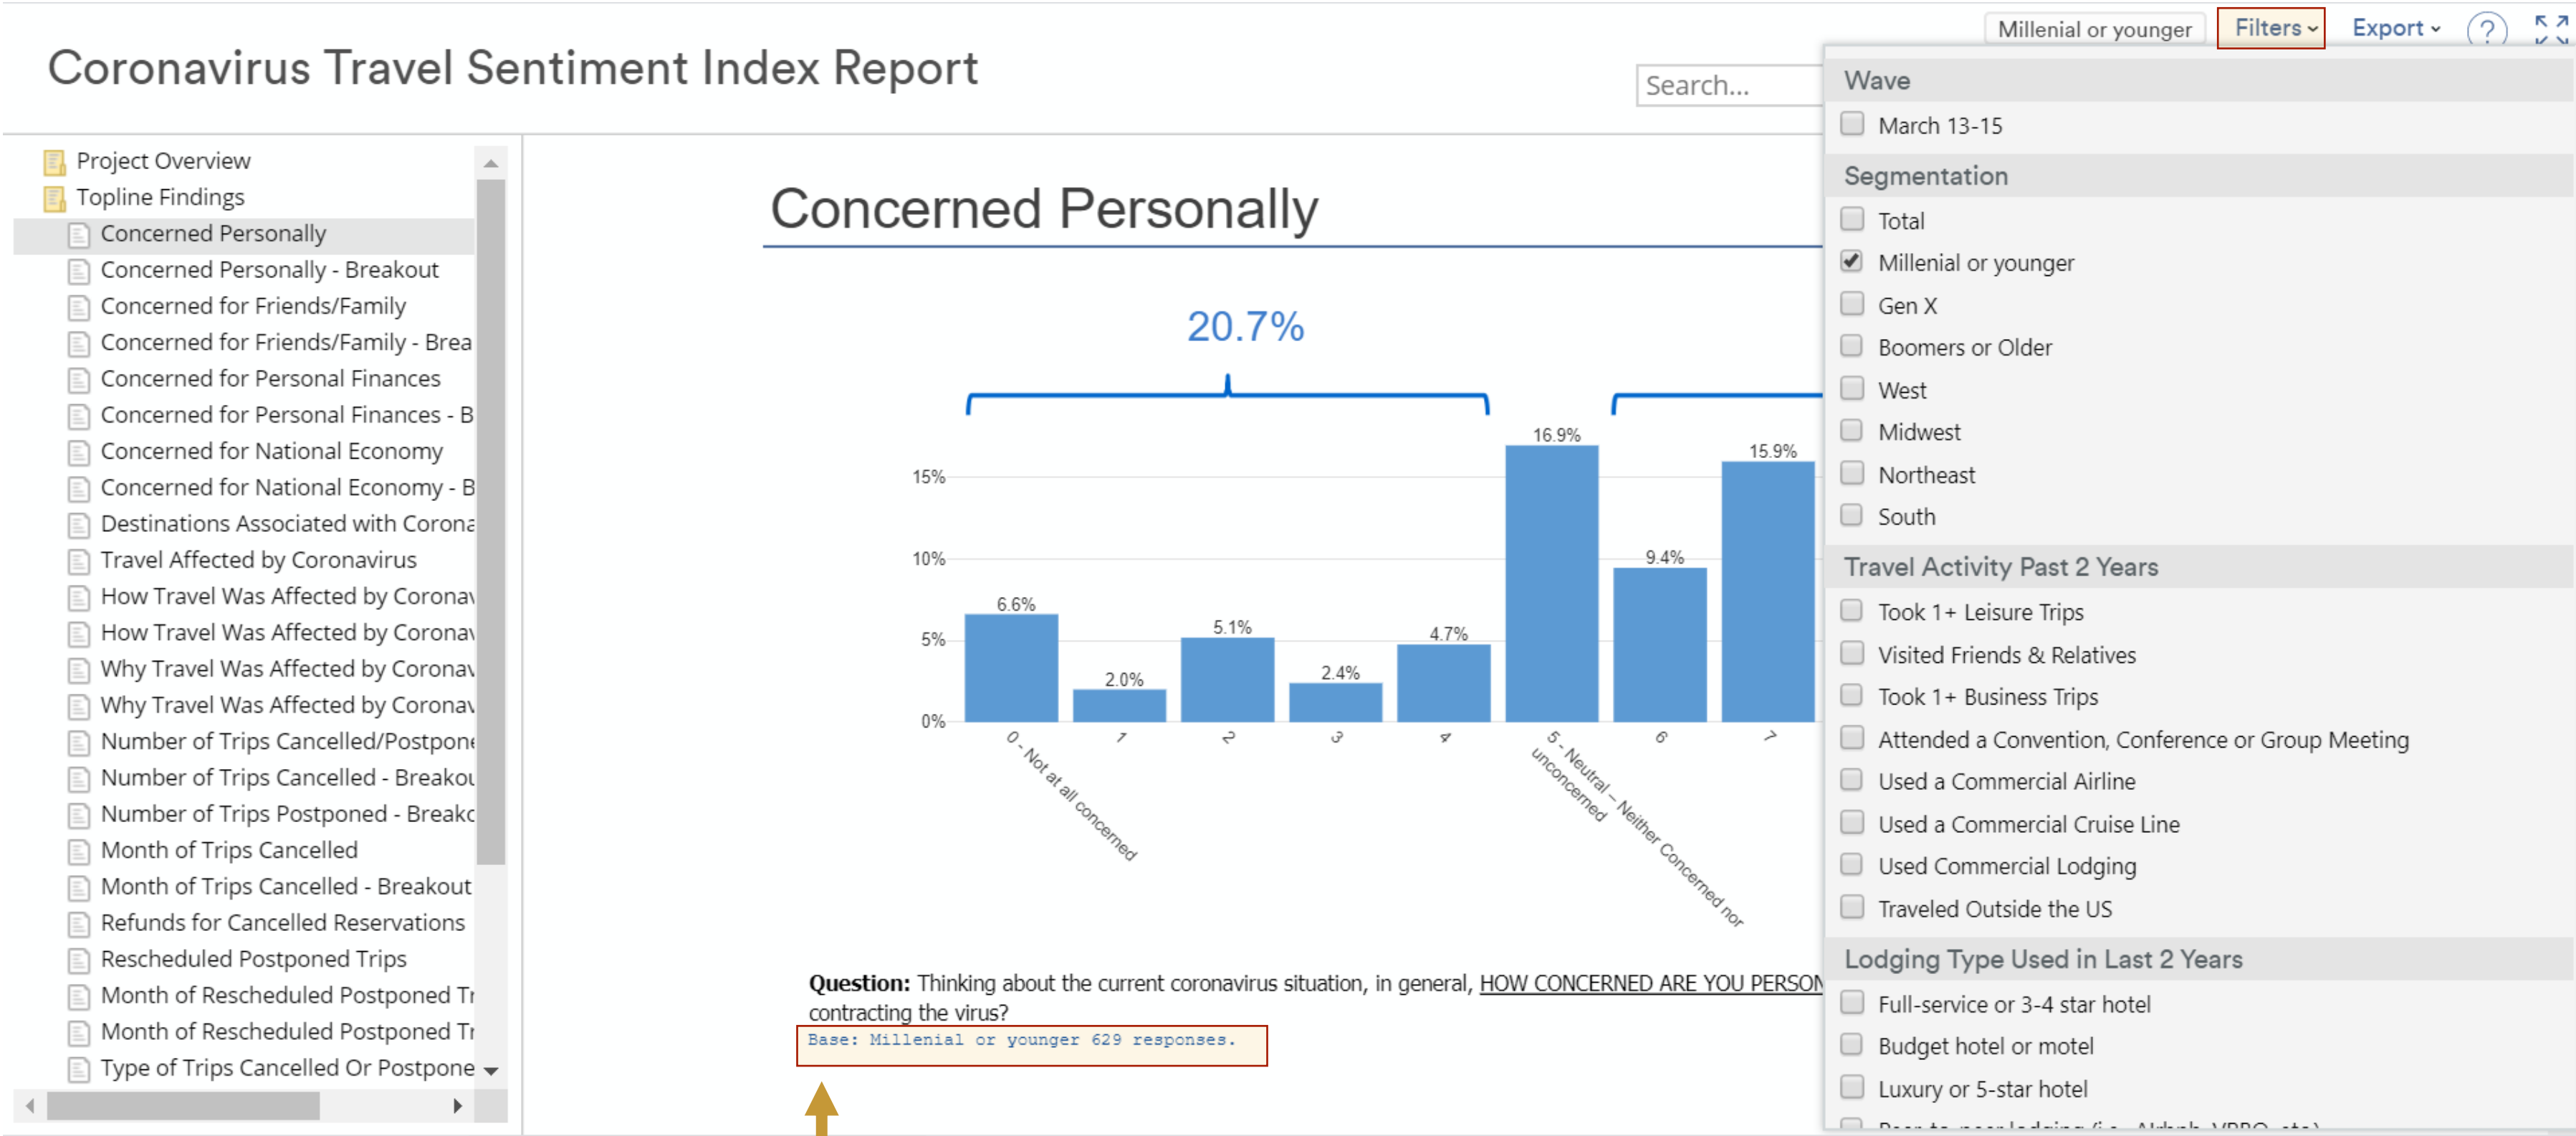 Millenial or younger
Filters
Export
?
Coronavirus Travel Sentiment Index Report
Search...
Project Overview
Topline Findings
Concerned Personally
Concerned Personally - Breakout
Concerned for Friends/Family
Concerned for Friends/Family - Brea
Concerned for Personal Finances
Concerned for Personal Finances - B
Concerned for National Economy
Concerned for National Economy - B
Destinations Associated with Corona
Travel Affected by Coronavirus
How Travel Was Affected by Coronav
How Travel Was Affected by Coronav
Why Travel Was Affected by Coronav
Why Travel Was Affected by Coronav
Number of Trips Cancelled/Postpone
Number of Trips Cancelled - Breakou
Number of Trips Postponed - Breako
Month of Trips Cancelled
Month of Trips Cancelled - Breakout
Refunds for Cancelled Reservations
Rescheduled Postponed Trips
Month of Rescheduled Postponed Tr
Month of Rescheduled Postponed Tr
Type of Trips Cancelled Or Postpone
Concerned Personally
20.7%
15%
10%
5%
0%
6.6%
2.0%
5.1%
2.4%
4.7%
16.9%
9.4%
15.9%
0 - Not at all concerned
1
2
3
4
5 - Neutral – Neither Concerned nor
unconcerned
6
7
Question: Thinking about the current coronavirus situation, in general, HOW CONCERNED ARE YOU PERSON
contracting the virus?
Base: Millenial or younger 629 responses.
Wave
March 13-15
Segmentation
Total
Millenial or younger
Gen X
Boomers or Older
West
Midwest
Northeast
South
Travel Activity Past 2 Years
Took 1+ Leisure Trips
Visited Friends & Relatives
Took 1+ Business Trips
Attended a Convention, Conference or Group Meeting
Used a Commercial Airline
Used a Commercial Cruise Line
Used Commercial Lodging
Traveled Outside the US
Lodging Type Used in Last 2 Years
Full-service or 3-4 star hotel
Budget hotel or motel
Luxury or 5-star hotel